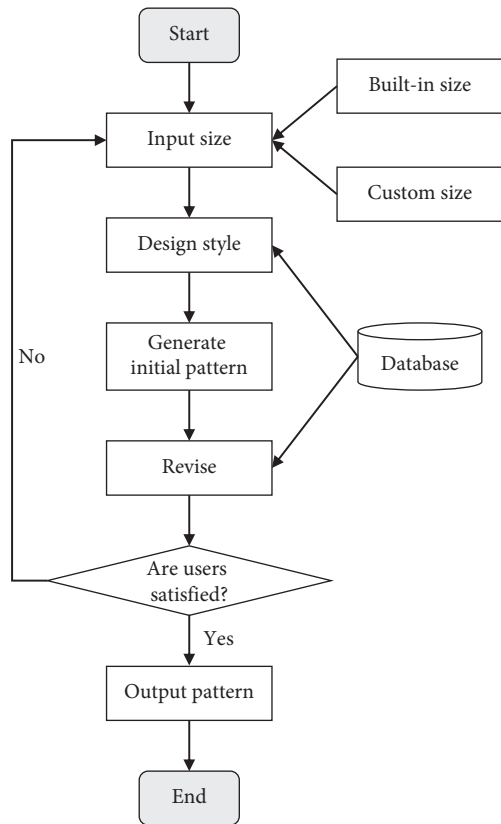 Start
Built-in size
Input size
Custom size
Design style
Generate
initial pattern
Database
No
Revise
Are users
satisfied?
Yes
Output pattern
End